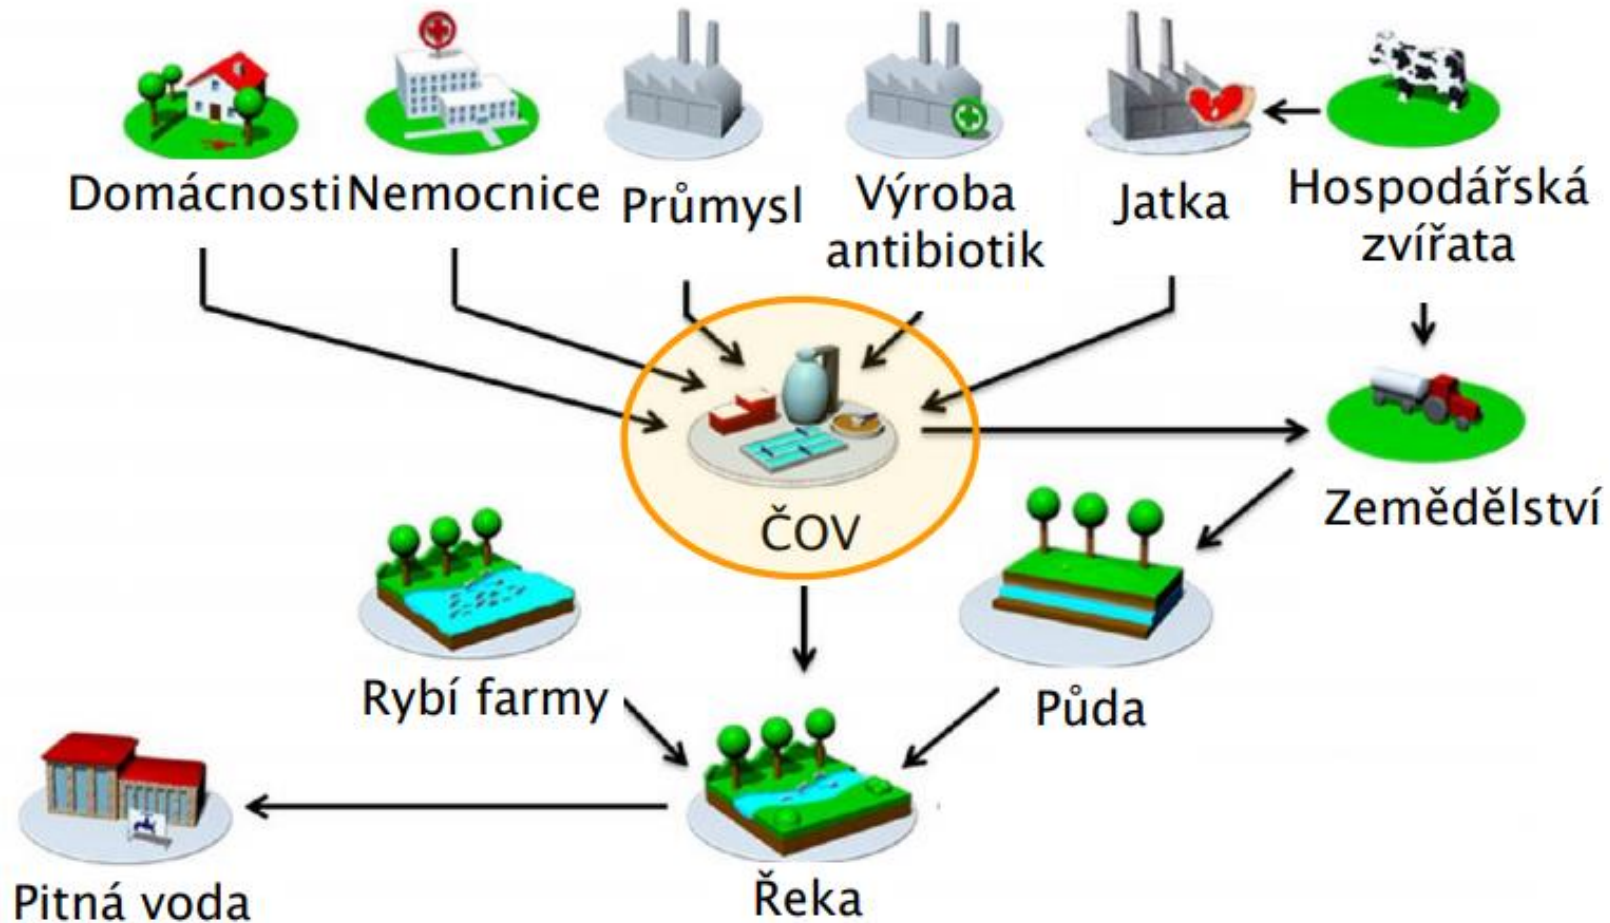 Domácnosti
Nemocnice
Průmysl
Výroba
antibiotik
Jatka
Hospodářská
zvířata
ČOV
Zemědělství
Rybí farmy
Půda
Řeka
Pitná voda